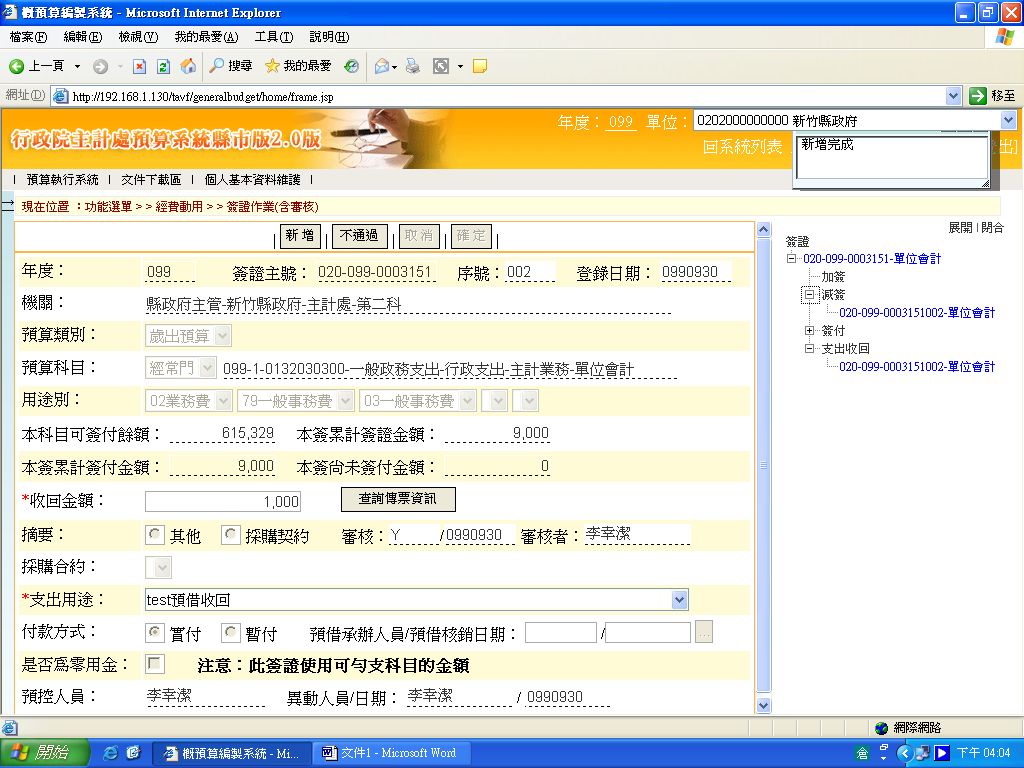 概預算編製系統 - Microsoft Internet Explorer
檔案(F) 編輯(E) 檢視(V) 我的最愛(A) 工具(T) 說明(H)
上一頁 搜尋 我的最愛
網址(D) http://192.168.1.130/tavf/generalbudget/home/frame.jsp 移至
行政院主計處預算系統縣市版2.0版
年度： 099 單位： 0202000000000 新竹縣政府
回系統列表 登出]
新增完成
預算執行系統 | 文件下載區 | 個人基本資料維護
現在位置 ：功能選單 > > 經費動用 > > 簽證作業(含審核)
新 增 | 不通過 | 取 消 | 確 定
年度： 099 簽證主號： 020-099-0003151 序號： 002 登錄日期： 0990930
機關： 縣政府主管-新竹縣政府-主計處-第二科
預算類別： 歲出預算
預算科目： 經常門 099-1-0132030300-一般政務支出-行政支出-主計業務-單位會計
用途別： 02業務費 79一般事務費 03一般事務費
本科目可簽付餘額： 615,329 本簽累計簽證金額： 9,000
本簽累計簽付金額： 9,000 本簽尚未簽付金額： 0
*收回金額： 1,000 查詢傳票資訊
摘要： 其他 採購契約 審核： Y /0990930 審核者： 李幸潔
採購合約：
*支出用途： test預借收回
付款方式： 實付 暫付 預借承辦人員/預借核銷日期： / ...
是否為零用金： 注意：此簽證使用可勻支科目的金額
預控人員： 李幸潔 異動人員/日期： 李幸潔 / 0990930
展開 | 閉合
簽證
020-099-0003151-單位會計
加簽
減簽
020-099-0003151002-單位會計
簽付
支出收回
020-099-0003151002-單位會計
網際網路
開始 概預算編製系統 - Mi... 文件1 - Microsoft Word 下午 04:04